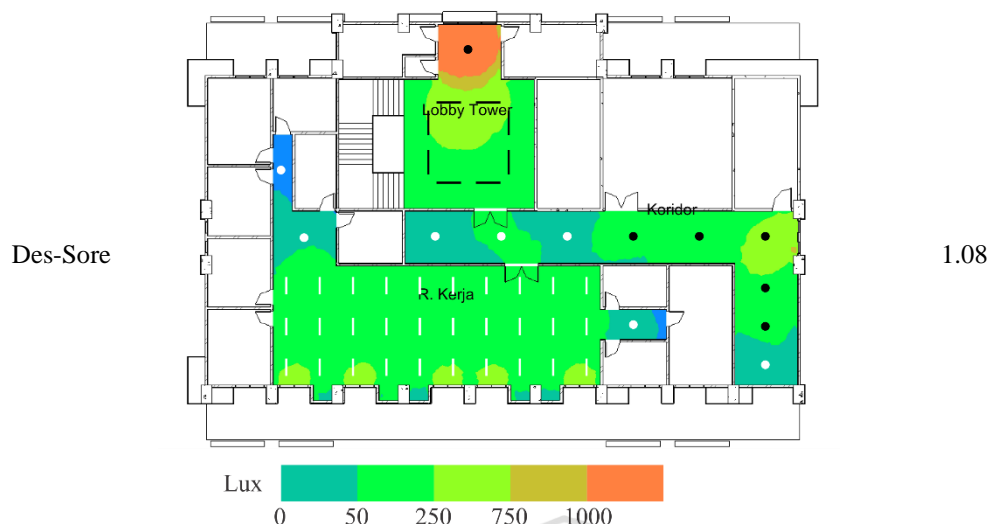 Lobby Tower
Koridor
Des-Sore
1.08
R. Kerja
Lux
0 50 250 750 1000